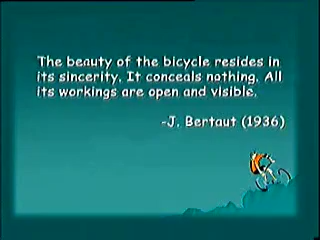 The beauty of the bicycle resides in
its sincerity. It conceals nothing. All
its workings are open and visible.
-J. Bertaut (1936)